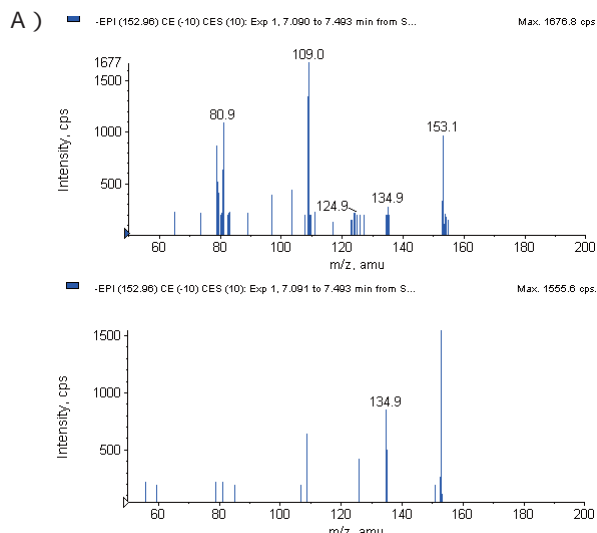 A)
-EPI (152.96) CE (-10) CES (10): Exp 1, 7.090 to 7.493 min from S... Max. 1676.8 cps
1677
1500
1000
500
Intensity, cps
80.9
109.0
124.9
134.9
153.1
60 80 100 120 140 160 180 200
m/z, amu
-EPI (152.96) CE (-10) CES (10): Exp 1, 7.091 to 7.493 min from S... Max. 1555.6 cps.
1500
1000
500
Intensity, cps
134.9
60 80 100 120 140 160 180 200
m/z, amu